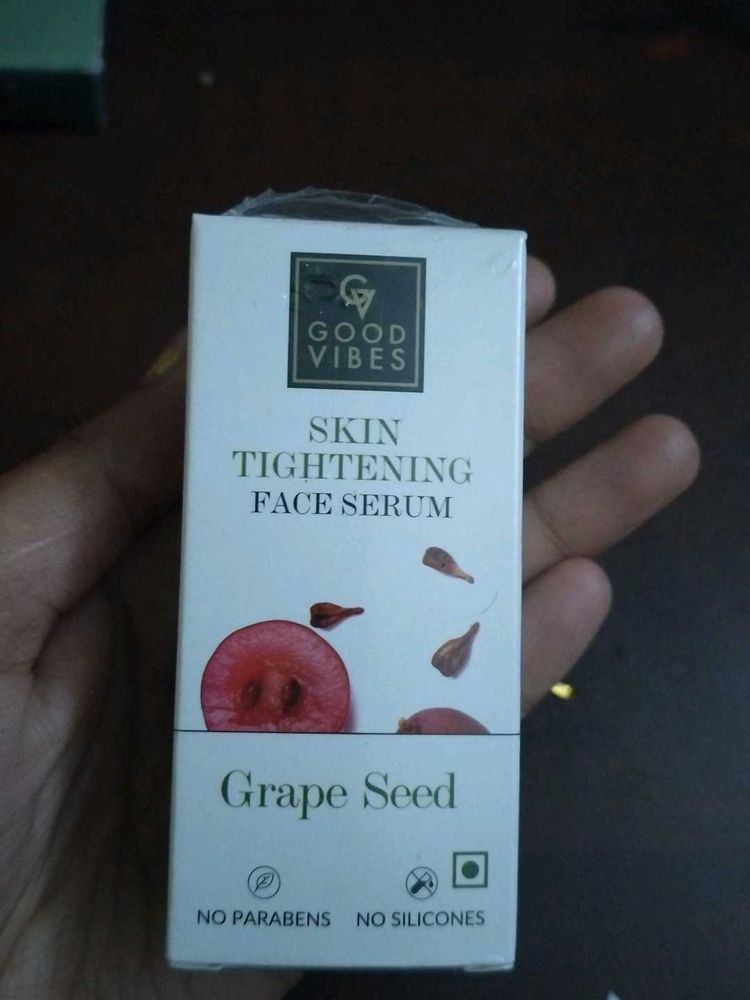 GV
GOOD
VIBES
SKIN
TIGHTENING
FACE SERUM
Grape Seed
NO PARABENS NO SILICONES